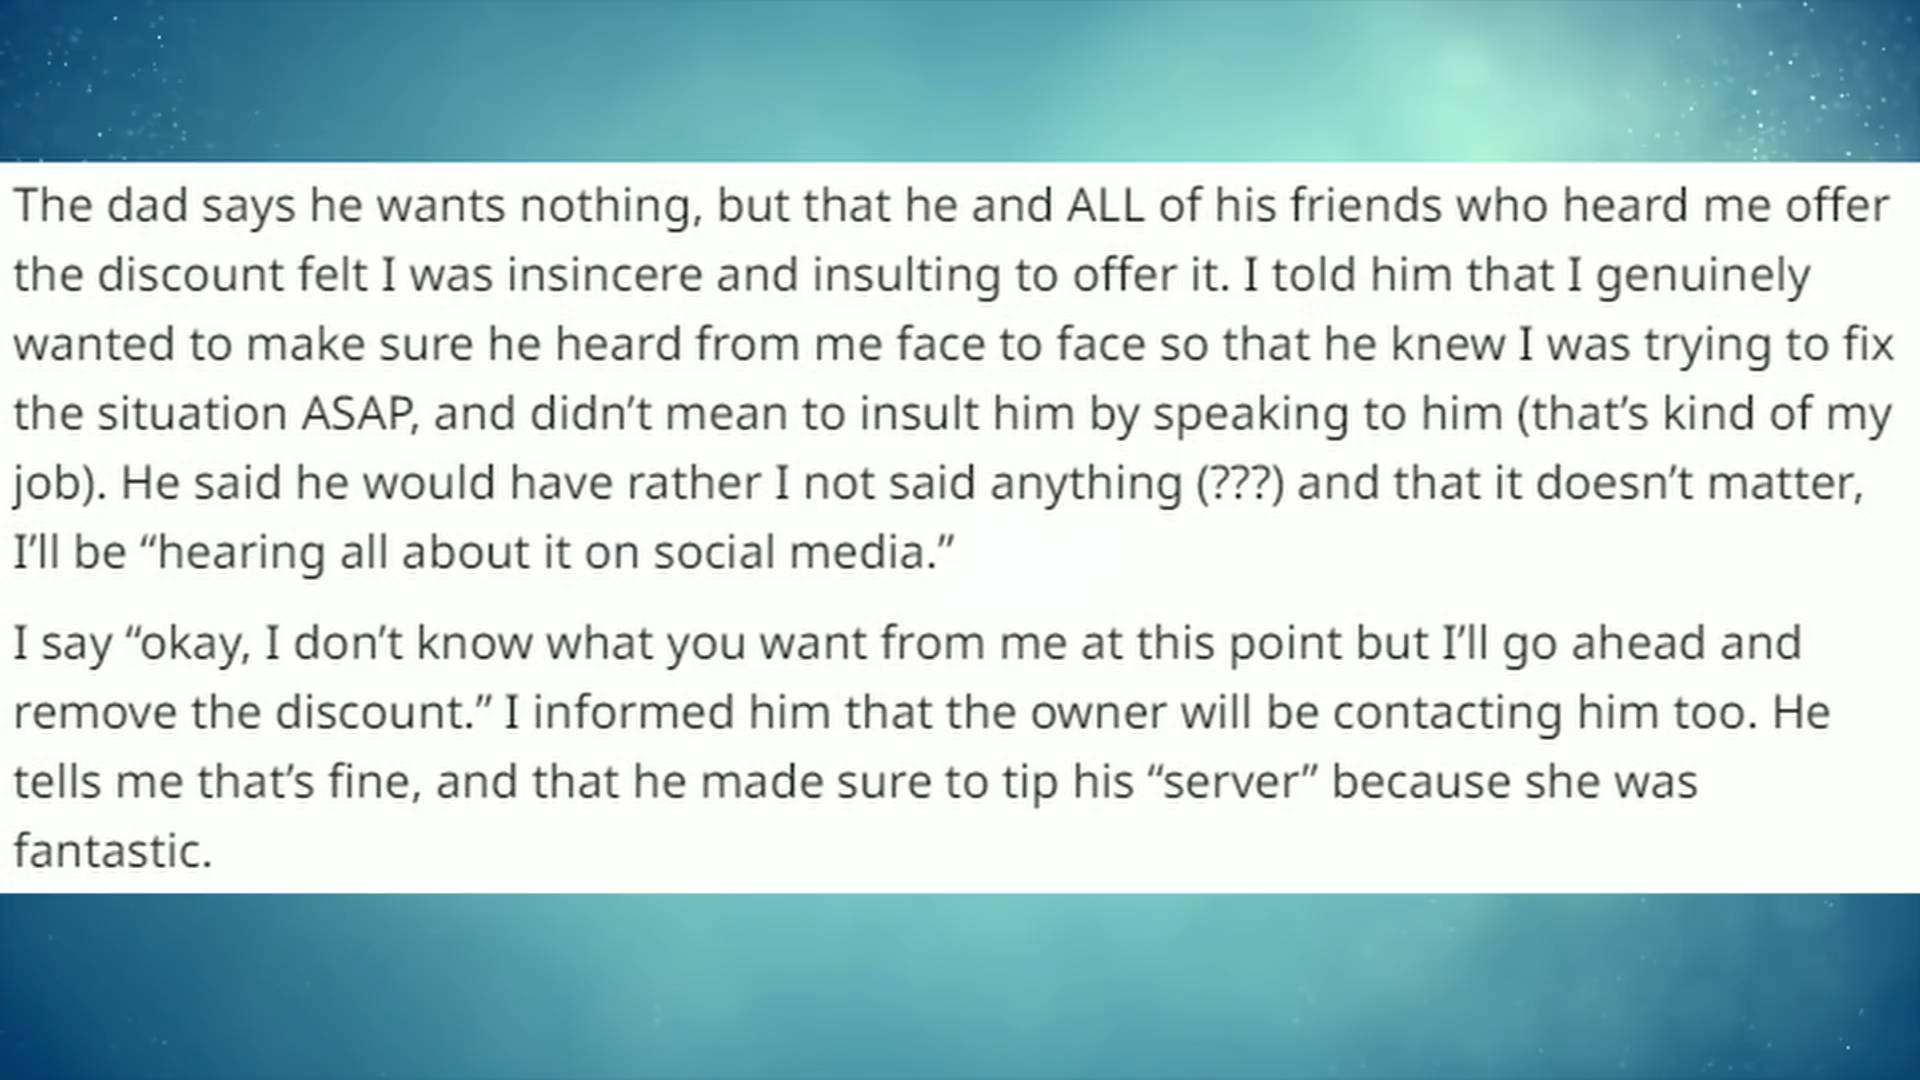 The dad says he wants nothing, but that he and ALL of his friends who heard me offer
the discount felt I was insincere and insulting to offer it. I told him that I genuinely
wanted to make sure he heard from me face to face so that he knew I was trying to fix
the situation ASAP, and didn’t mean to insult him by speaking to him (that’s kind of my
job). He said he would have rather I not said anything (???) and that it doesn’t matter,
I’ll be “hearing all about it on social media.”
I say “okay, I don’t know what you want from me at this point but I’ll go ahead and
remove the discount.” I informed him that the owner will be contacting him too. He
tells me that’s fine, and that he made sure to tip his “server” because she was
fantastic.